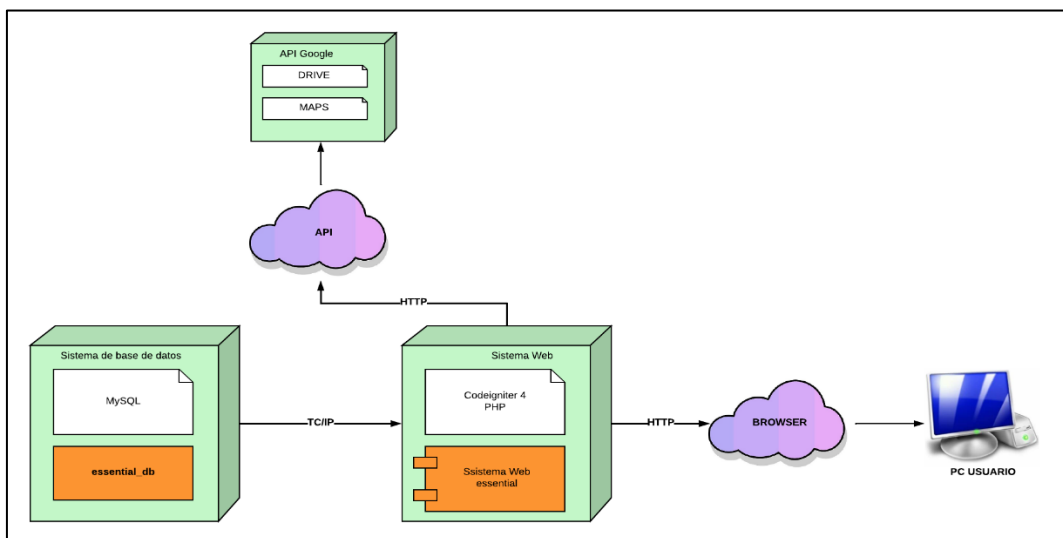 API Google
DRIVE
MAPS
API
HTTP
Sistema de base de datos
MySQL
essential_db
TC/IP
Sistema Web
Codeigniter 4
PHP
Ssistema Web
essential
HTTP
BROWSER
PC USUARIO